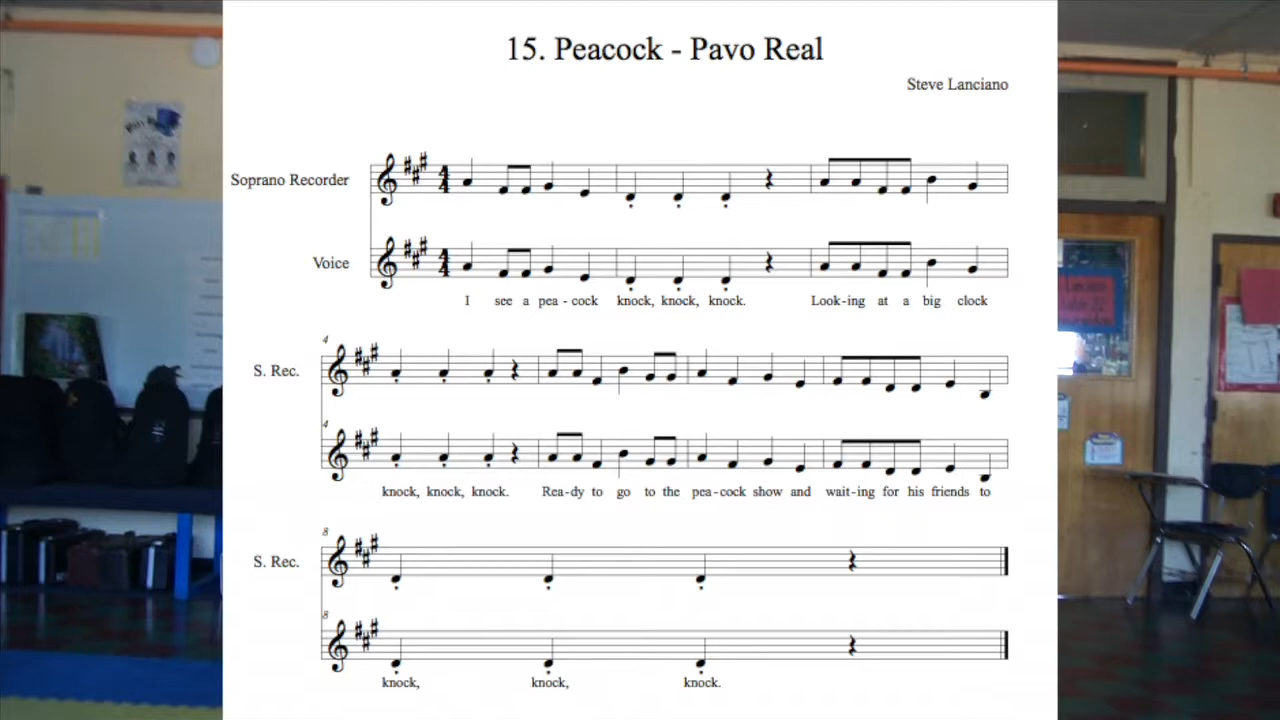 15. Peacock - Pavo Real
Steve Lanciano
Soprano Recorder
Voice
I see a pea - cock knock, knock, knock. Look-ing at a big clock
4
S. Rec.
4
knock, knock, knock. Rea-dy to go to the pea-cock show and wait-ing for his friends to
8
S. Rec.
8
knock, knock, knock.